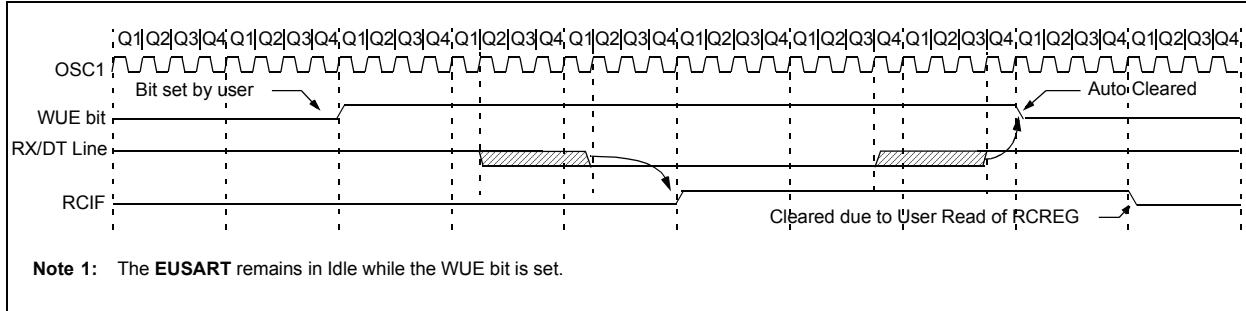 Q1 Q2 Q3 Q4 Q1 Q2 Q3 Q4 Q1 Q2 Q3 Q4 Q1 Q2 Q3 Q4 Q1 Q2 Q3 Q4 Q1 Q2 Q3 Q4 Q1 Q2 Q3 Q4 Q1 Q2 Q3 Q4 Q1 Q2 Q3 Q4 Q1 Q2 Q3 Q4
OSC1
Bit set by user
Auto Cleared
WUE bit
RX/DT Line
RCIF
Cleared due to User Read of RCREG
Note 1: The EUSART remains in Idle while the WUE bit is set.